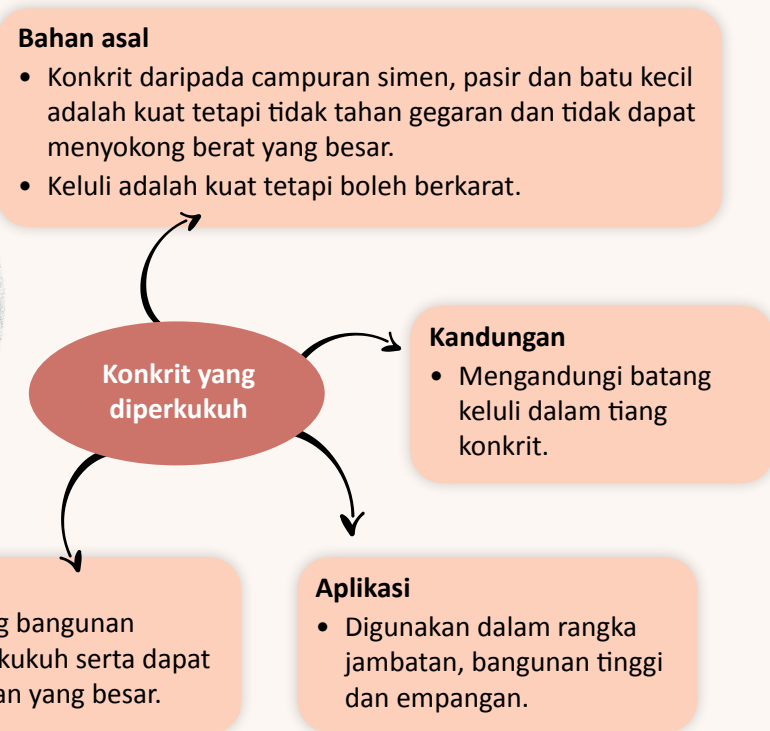 Bahan asal
• Konkrit daripada campuran simen, pasir dan batu kecil
adalah kuat tetapi tidak tahan gegaran dan tidak dapat
menyokong berat yang besar.
• Keluli adalah kuat tetapi boleh berkarat.
Konkrit yang
diperkukuh
Kandungan
• Mengandungi batang
keluli dalam tiang
konkrit.
bangunan
kukuh serta dapat
yang besar.
Aplikasi
• Digunakan dalam rangka
jambatan, bangunan tinggi
dan empangan.